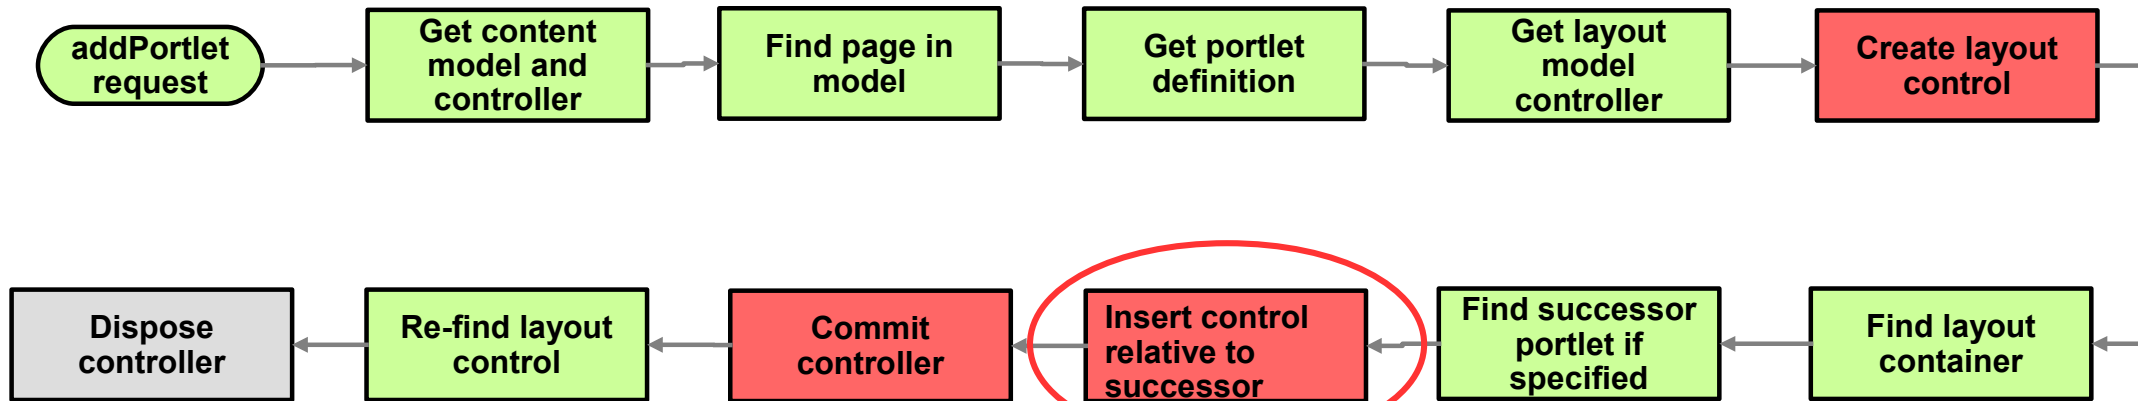 addPortlet
request
Get content
model and
controller
Find page in
model
Get portlet
definition
Get layout
model
controller
Create layout
control
Dispose
controller
Re-find layout
control
Commit
controller
Insert control
relative to
successor
Find successor
portlet if
specified
Find layout
container